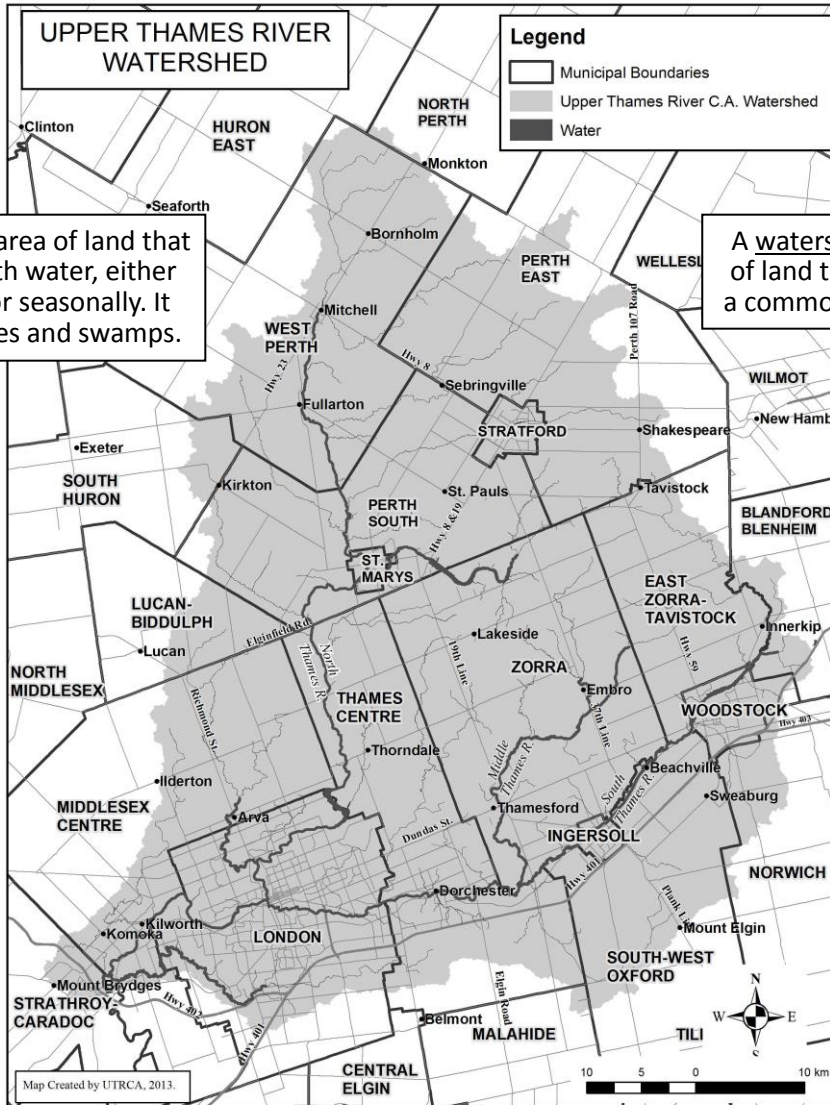 UPPER THAMES RIVER
WATERSHED
Legend
Municipal Boundaries
Upper Thames River C.A. Watershed
Water
Clinton
HURON
EAST
NORTH
PERTH
Monkton
Seaforth
area of land that
th water, either
or seasonally. It
es and swamps.
Bornholm
PERTH
EAST
WELLESL
A waters
of land t
a commo
Mitchell
WEST
PERTH
Perth 107 Road
Hwy 8
Hwy 23
Sebringville
WILMOT
Fullarton
New Hamb
STRATFORD
Shakespeare
Exeter
SOUTH
HURON
Kirkton
St. Pauls
Tavistock
PERTH
SOUTH
Hwy 8 & 19
BLANDFORD
BLENHEIM
ST.
MARYS
EAST
ZORRA-
TAVISTOCK
LUCAN-
BIDDULPH
Elginfield Rd.
Lakeside
Innerkip
Lucan
North
Thames R.
19th Line
ZORRA
Hwy 59
NORTH
MIDDLESEX
Richmond St.
THAMES
CENTRE
Embro
37th Line
WOODSTOCK
Hwy 403
Thorndale
Middle
Thames R.
Beachville
Ilderton
South
Thames R.
Sweaburg
MIDDLESEX
CENTRE
Arva
Thamesford
Dundas St.
INGERSOLL
Hwy 401
Dorchester
NORWICH
Kilworth
Komoka
LONDON
Plank Li
Mount Elgin
SOUTH-WEST
OXFORD
Mount Brydges
STRATHROY-
CARADOC
Hwy 402
Hwy 401
Elgin Road
Belmont
MALAHIDE
TILI
N
W
E
S
CENTRAL
ELGIN
Map Created by UTRCA, 2013.
10 5 0 10 km